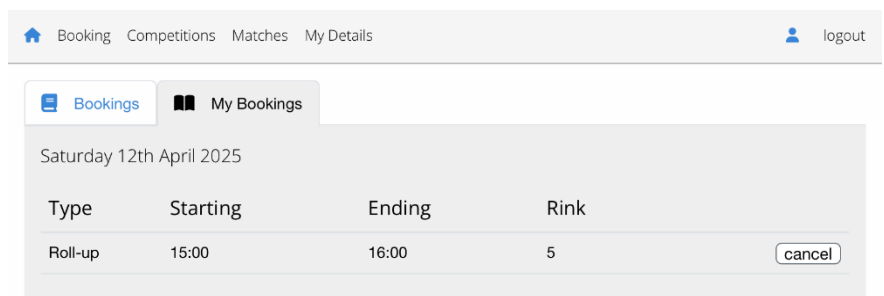 Booking Competitions Matches My Details logout
Bookings My Bookings
Saturday 12th April 2025
Type Starting Ending Rink
Roll-up 15:00 16:00 5 cancel